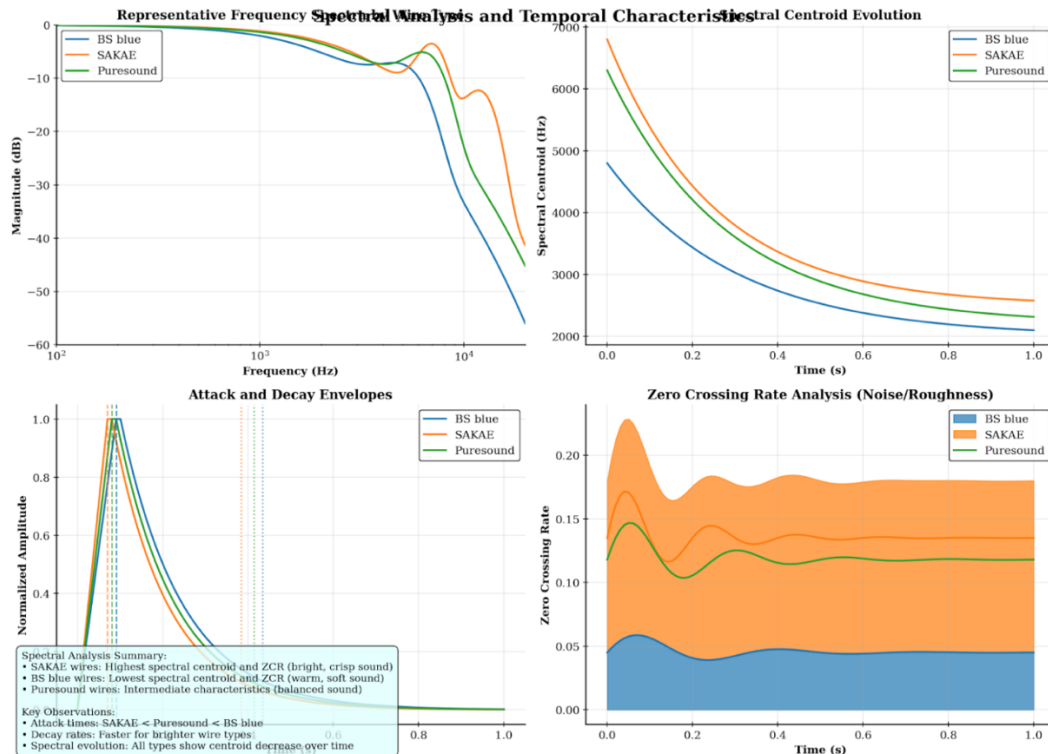 Spectral Analysis and Temporal Characteristics
Representative Frequency Spectra by Wire Type
BS blue
SAKAE
Puresound
0
−10
−20
−30
−40
−50
−60
Magnitude (dB)
10²
10³
10⁴
Frequency (Hz)
Spectral Centroid Evolution
BS blue
SAKAE
Puresound
7000
6000
5000
4000
3000
2000
Spectral Centroid (Hz)
0.0 0.2 0.4 0.6 0.8 1.0
Time (s)
Attack and Decay Envelopes
BS blue
SAKAE
Puresound
1.0
0.8
0.6
0.4
Normalized Amplitude
Spectral Analysis Summary:
• SAKAE wires: Highest spectral centroid and ZCR (bright, crisp sound)
• BS blue wires: Lowest spectral centroid and ZCR (warm, soft sound)
• Puresound wires: Intermediate characteristics (balanced sound)
Key Observations:
• Attack times: SAKAE < Puresound < BS blue
• Decay rates: Faster for brighter wire types
• Spectral evolution: All types show centroid decrease over time
0.6 0.8 1.0
Zero Crossing Rate Analysis (Noise/Roughness)
BS blue
SAKAE
Puresound
0.20
0.15
0.10
0.05
0.00
Zero Crossing Rate
0.0 0.2 0.4 0.6 0.8 1.0
Time (s)